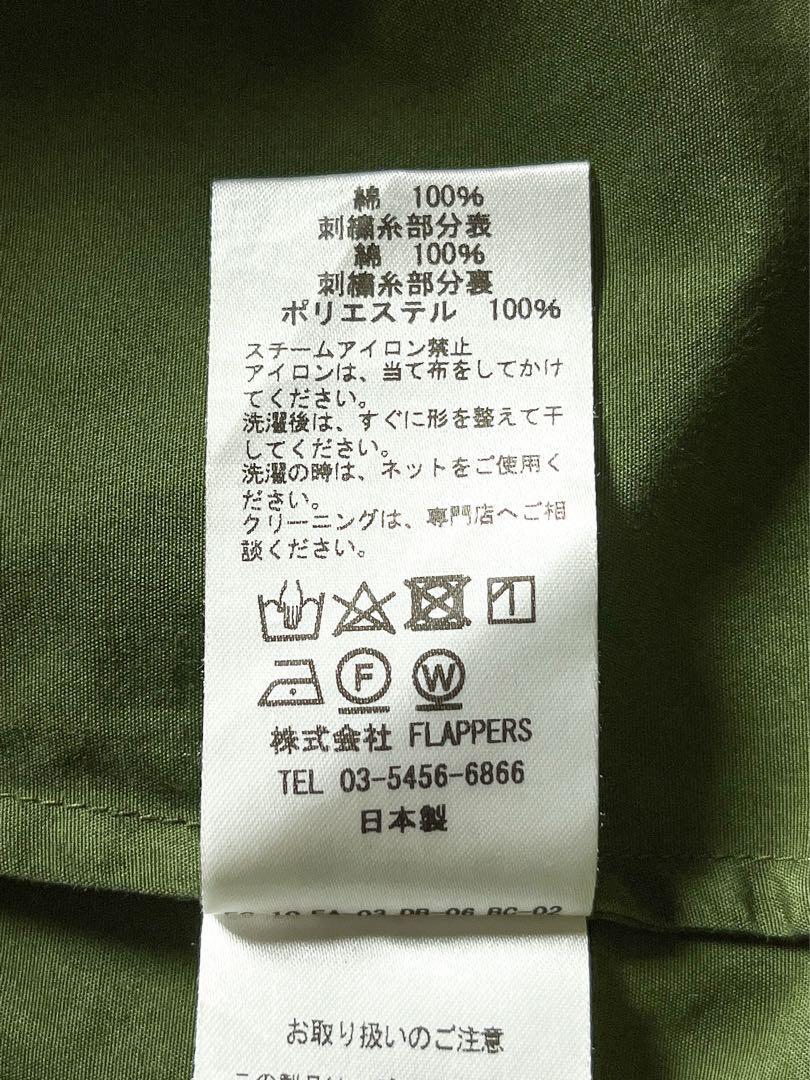 綿 100%
刺繍糸部分表
綿 100%
刺繍糸部分裏
ポリエステル 100%
スチームアイロン禁止
アイロンは、当て布をしてかけ
てください。
洗濯後は、すぐに形を整えて干
してください。
洗濯の時は、ネットをご使用く
ださい。
クリーニングは、専門店へご相
談ください。
F W
株式会社 FLAPPERS
TEL 03-5456-6866
日本製
お取り扱いのご注意